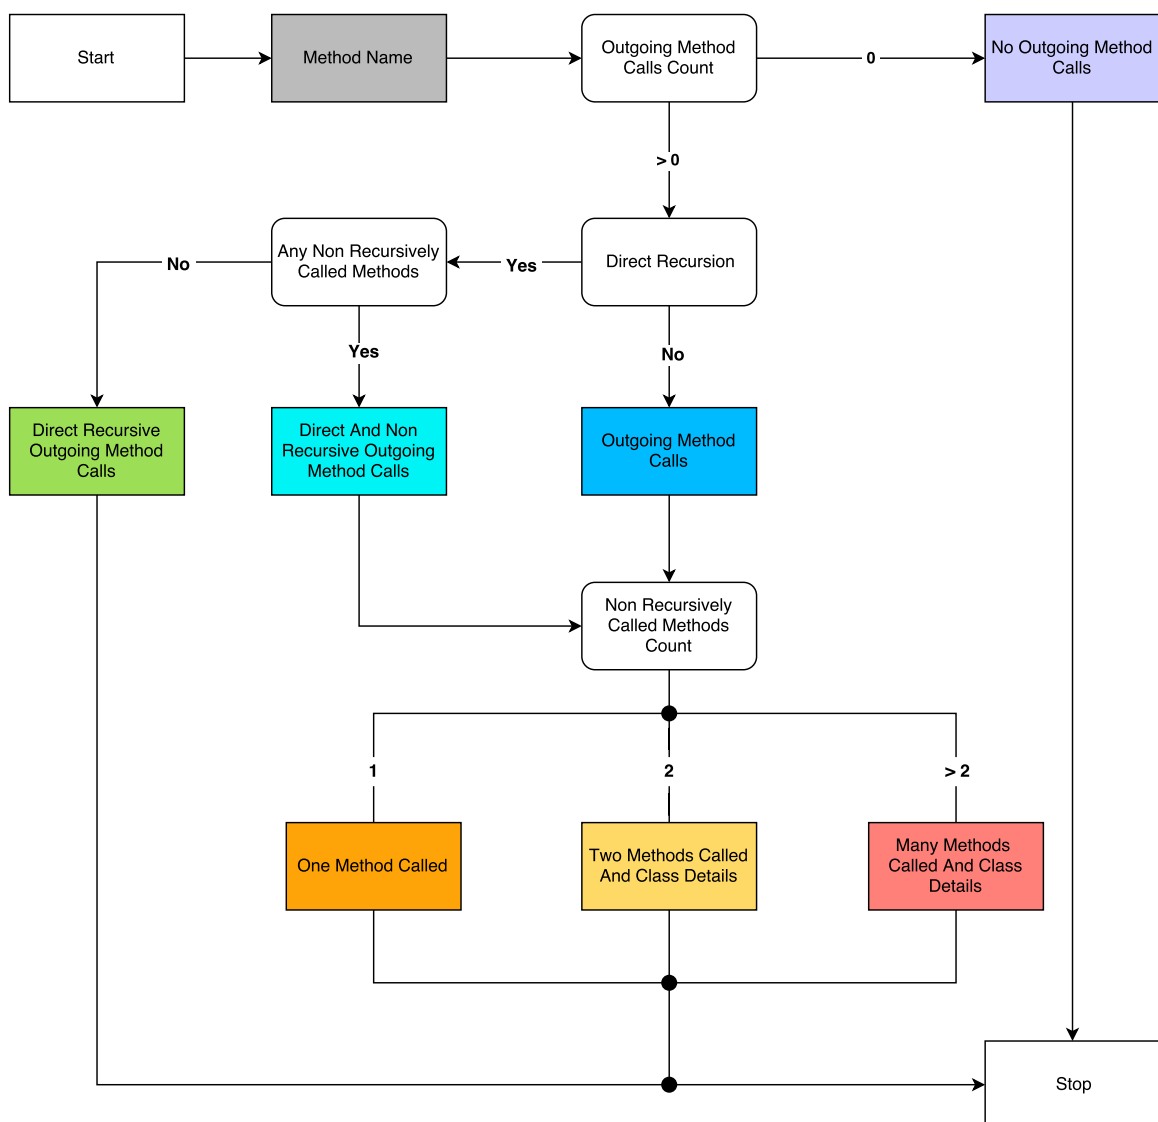 Start
Method Name
Outgoing Method
Calls Count
0
No Outgoing Method
Calls
> 0
Any Non Recursively
Called Methods
Direct Recursion
No
Yes
Yes
No
Direct Recursive
Outgoing Method
Calls
Direct And Non
Recursive Outgoing
Method Calls
Outgoing Method
Calls
Non Recursively
Called Methods
Count
1
2
> 2
One Method Called
Two Methods Called
And Class Details
Many Methods
Called And Class
Details
Stop